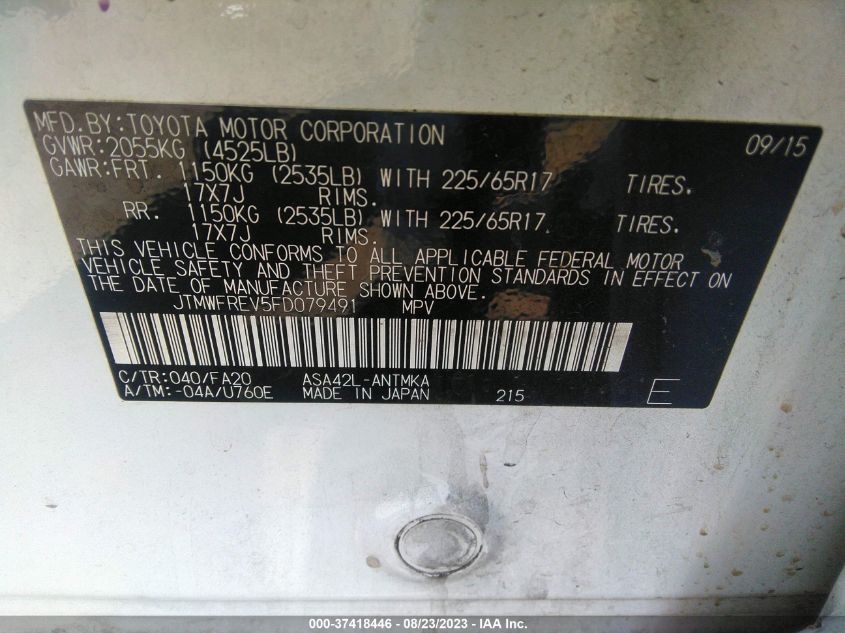 MFD.BY:TOYOTA MOTOR CORPORATION 09/15
GVWR:2055KG (4525LB)
GAWR:FRT. 1150KG (2535LB) WITH 225/65R17 TIRES.
17X7J RIMS.
RR. 1150KG (2535LB) WITH 225/65R17 TIRES.
17X7J RIMS.
THIS VEHICLE CONFORMS TO ALL APPLICABLE FEDERAL MOTOR
VEHICLE SAFETY AND THEFT PREVENTION STANDARDS IN EFFECT ON
THE DATE OF MANUFACTURE SHOWN ABOVE.
JTMWFREV5FD079491 MPV
C/TR:040/FA20 ASA42L-ANTMKA
A/TM:-04A/U760E MADE IN JAPAN 215 E
000-37418446 - 08/23/2023 - IAA Inc.